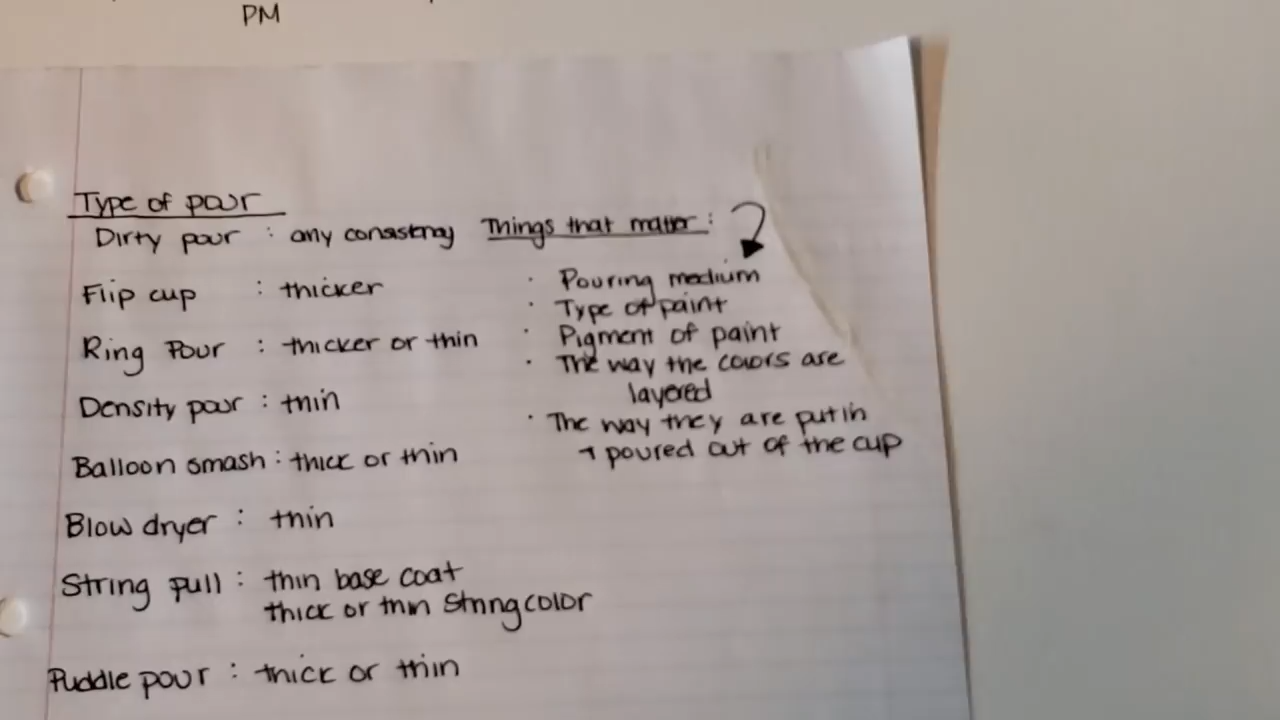 PM
Type of pour
Dirty pour : any consistency
Flip cup : thicker
Ring Pour : thicker or thin
Density pour : thin
Balloon smash : thick or thin
Blow dryer : thin
String pull : thin base coat
thick or thin string color
Puddle pour : thick or thin
Things that matter :
· Pouring medium
· Type of paint
· Pigment of paint
· The way the colors are
layered
· The way they are put in
+ poured out of the cup